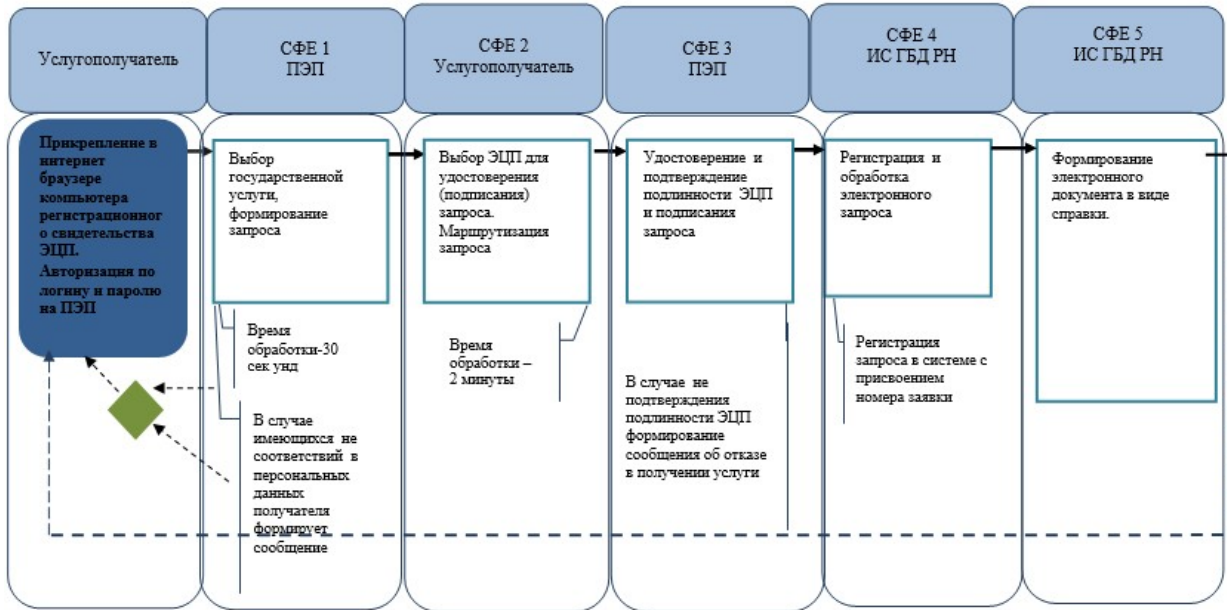 Услугополучатель
СФЕ 1
ПЭП
СФЕ 2
Услугополучатель
СФЕ 3
ПЭП
СФЕ 4
ИС ГБД РН
СФЕ 5
ИС ГБД РН
Прикрепление в
интернет
браузере
компьютера
регистрационног
о свидетельства
ЭЦП.
Авторизация по
логину и паролю
на ПЭП
Выбор
государственной
услуги,
формирование
запроса
Выбор ЭЦП для
удостоверения
(подписания)
запроса.
Маршрутизация
запроса
Удостоверение и
подтверждение
подлинности ЭЦП
и подписания
запроса
Регистрация и
обработка
электронного
запроса
Формирование
электронного
документа в виде
справки.
Время
обработки-30
сек унд
Время
обработки –
2 минуты
Регистрация
запроса в системе с
присвоением
номера заявки
В случае не
подтверждения
подлинности ЭЦП
формирование
сообщения об отказе
в получении услуги
В случае
имеющихся не
соответствий в
персональных
данных
получателя
формирует
сообщение